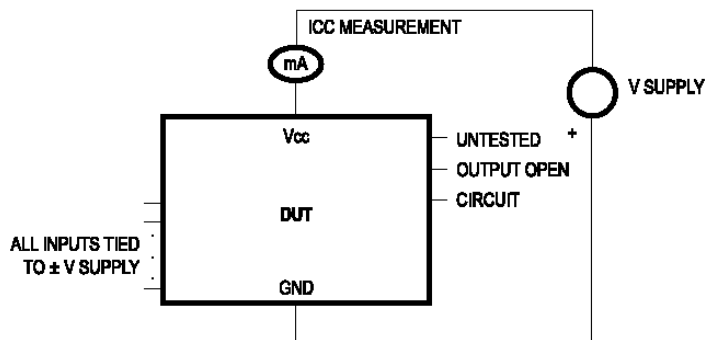 ICC MEASUREMENT
mA
V SUPPLY
Vcc
+
UNTESTED
OUTPUT OPEN
CIRCUIT
DUT
ALL INPUTS TIED
TO ± V SUPPLY
GND